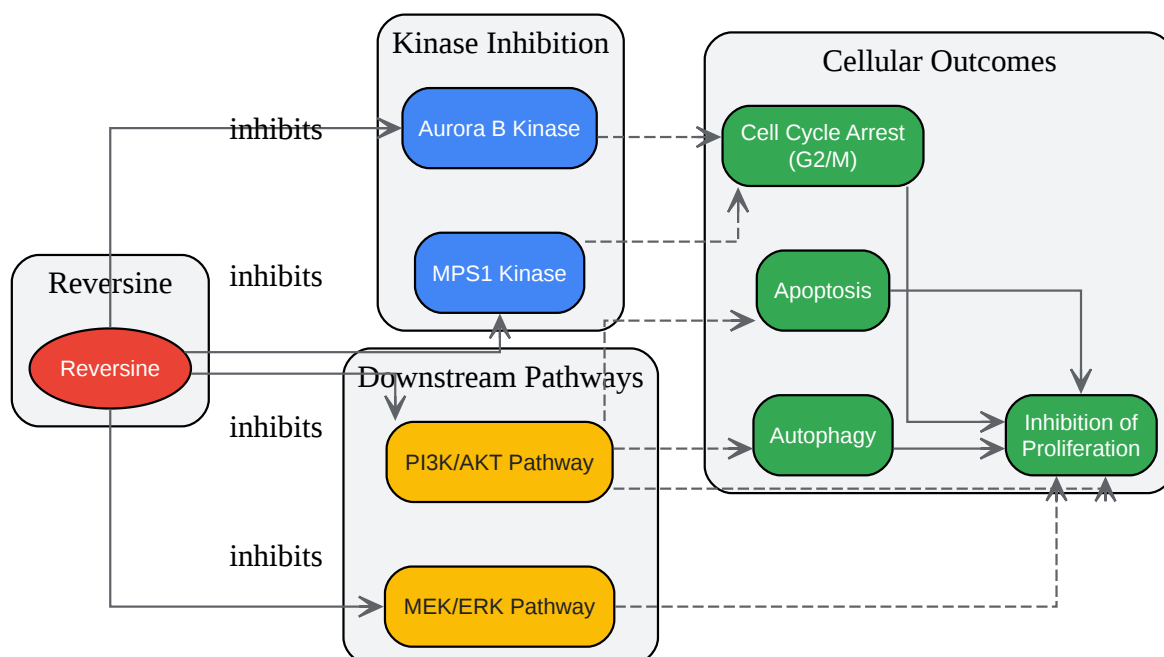 Kinase Inhibition
Cellular Outcomes
inhibits
Aurora B Kinase
Cell Cycle Arrest
(G2/M)
inhibits
MPS1 Kinase
Reversine
Apoptosis
Reversine
Downstream Pathways
inhibits
PI3K/AKT Pathway
Autophagy
Inhibition of
Proliferation
inhibits
MEK/ERK Pathway